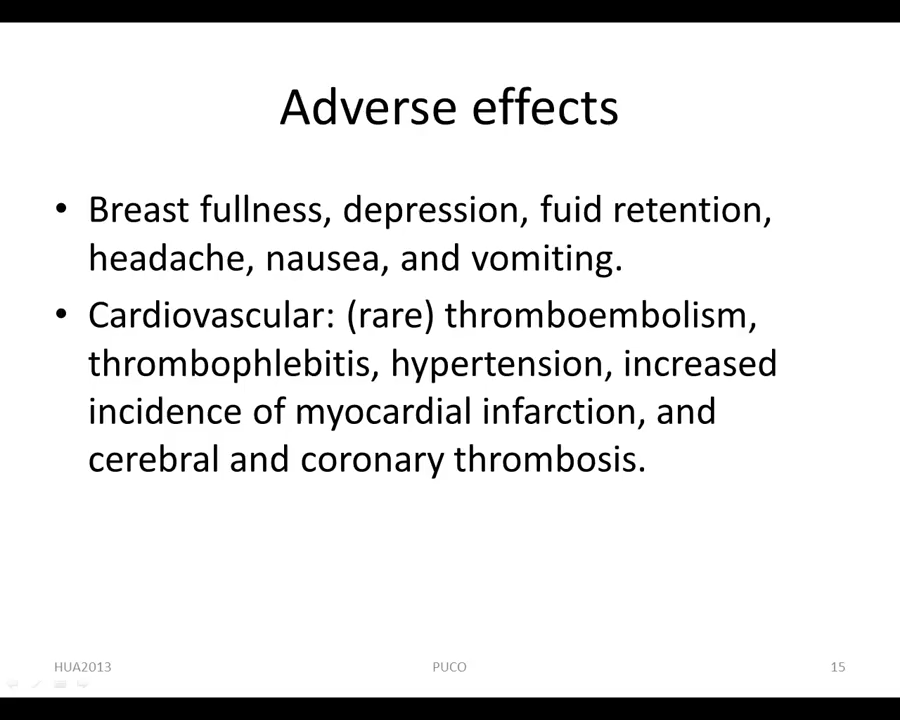 Adverse effects
• Breast fullness, depression, fuid retention,
headache, nausea, and vomiting.
• Cardiovascular: (rare) thromboembolism,
thrombophlebitis, hypertension, increased
incidence of myocardial infarction, and
cerebral and coronary thrombosis.
HUA2013 PUCO 15